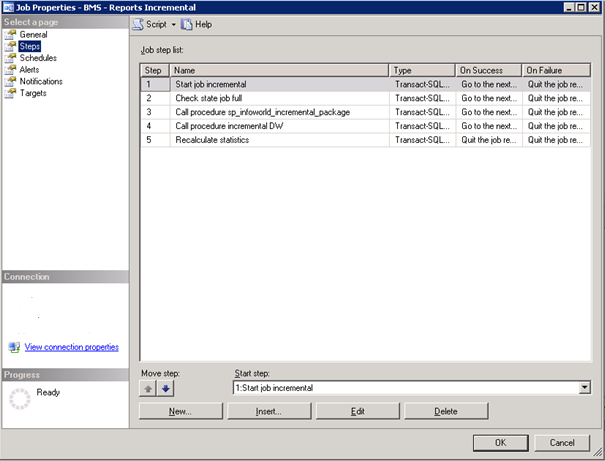 Job Properties - BMS - Reports Incremental
Select a page
General
Steps
Schedules
Alerts
Notifications
Targets
Connection
View connection properties
Progress
Ready
Script Help
Job step list:
Step Name Type On Success On Failure
1 Start job incremental Transact-SQL... Go to the next... Quit the job re...
2 Check state job full Transact-SQL... Go to the next... Quit the job re...
3 Call procedure sp_infoworld_incremental_package Transact-SQL... Go to the next... Quit the job re...
4 Call procedure incremental DW Transact-SQL... Go to the next... Quit the job re...
5 Recalculate statistics Transact-SQL... Quit the job re... Quit the job re...
Move step: Start step:
1:Start job incremental
New... Insert... Edit Delete
OK Cancel